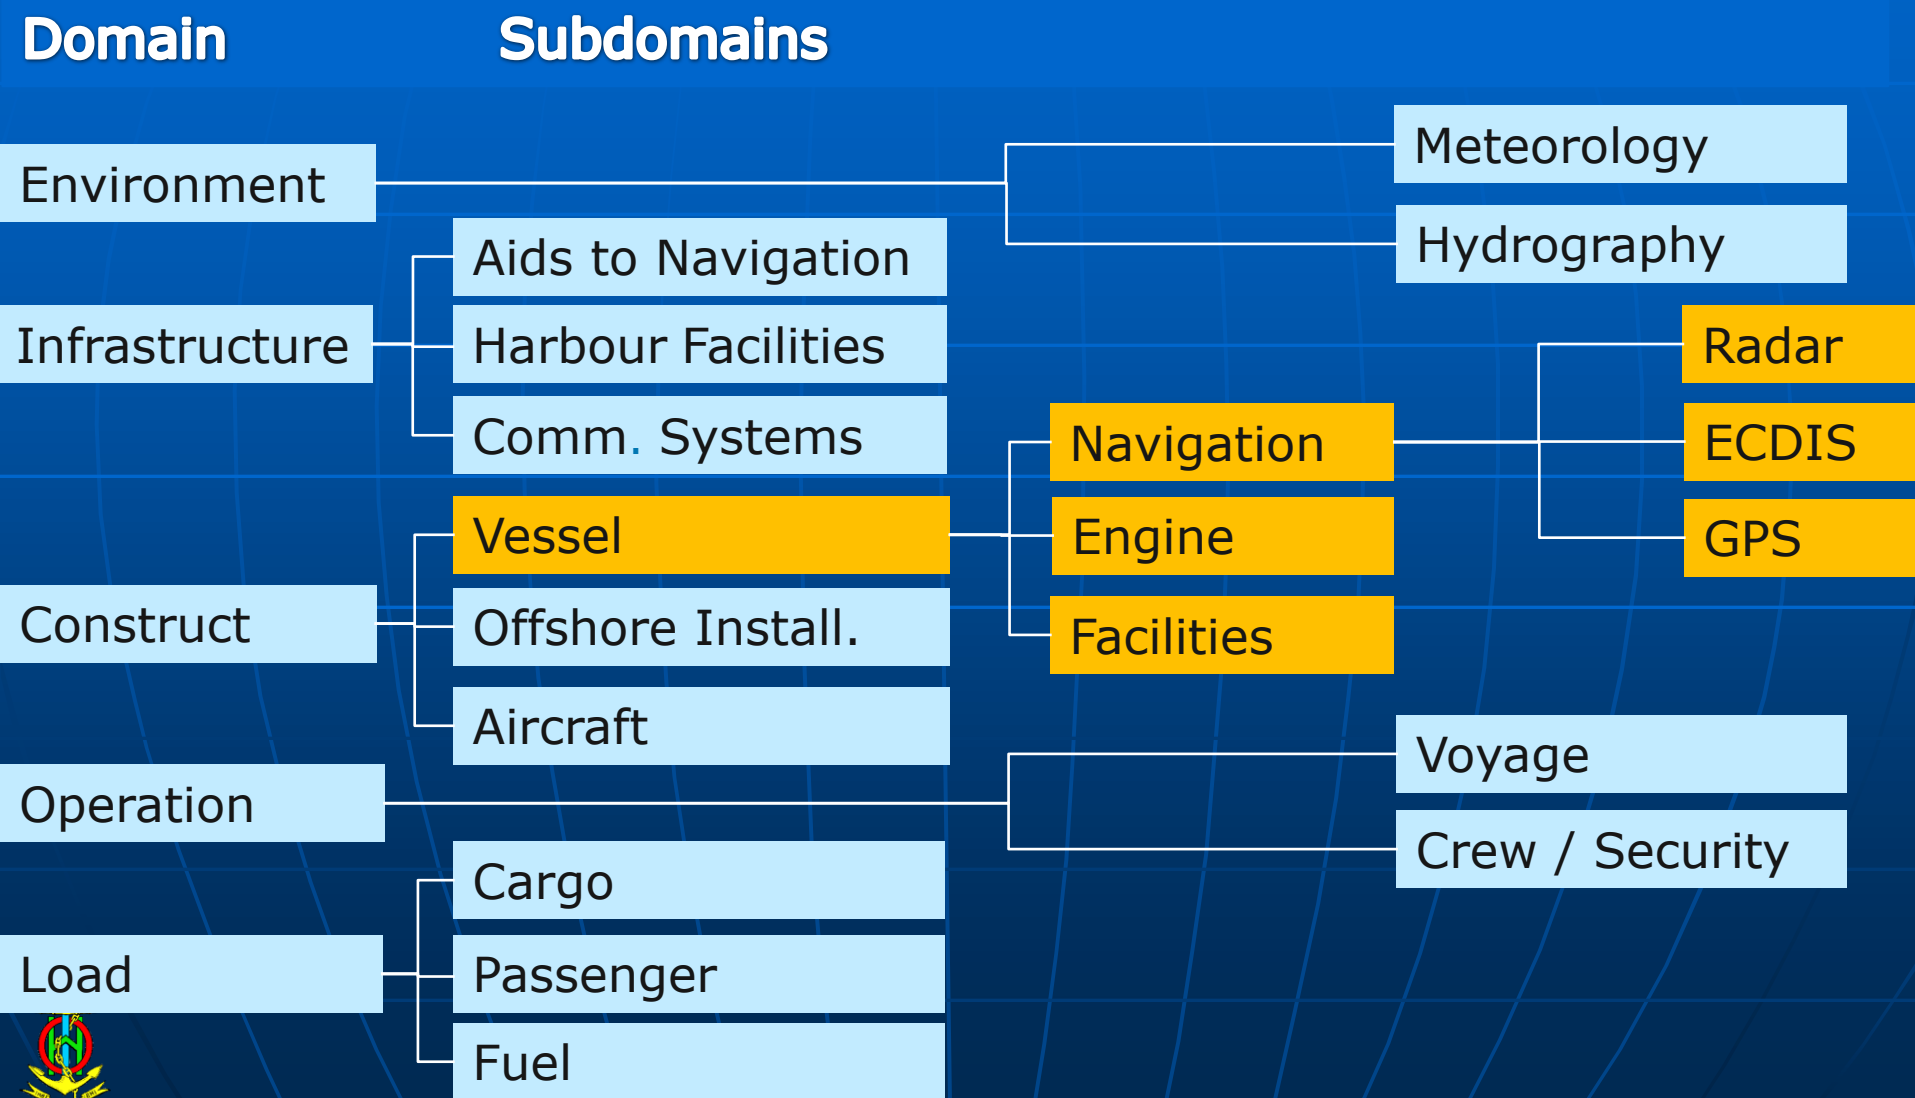 Domain Subdomains
Environment
Meteorology
Hydrography
Infrastructure
Aids to Navigation
Harbour Facilities
Comm. Systems
Construct
Vessel
Offshore Install.
Aircraft
Navigation
Engine
Facilities
Radar
ECDIS
GPS
Operation
Voyage
Crew / Security
Load
Cargo
Passenger
Fuel